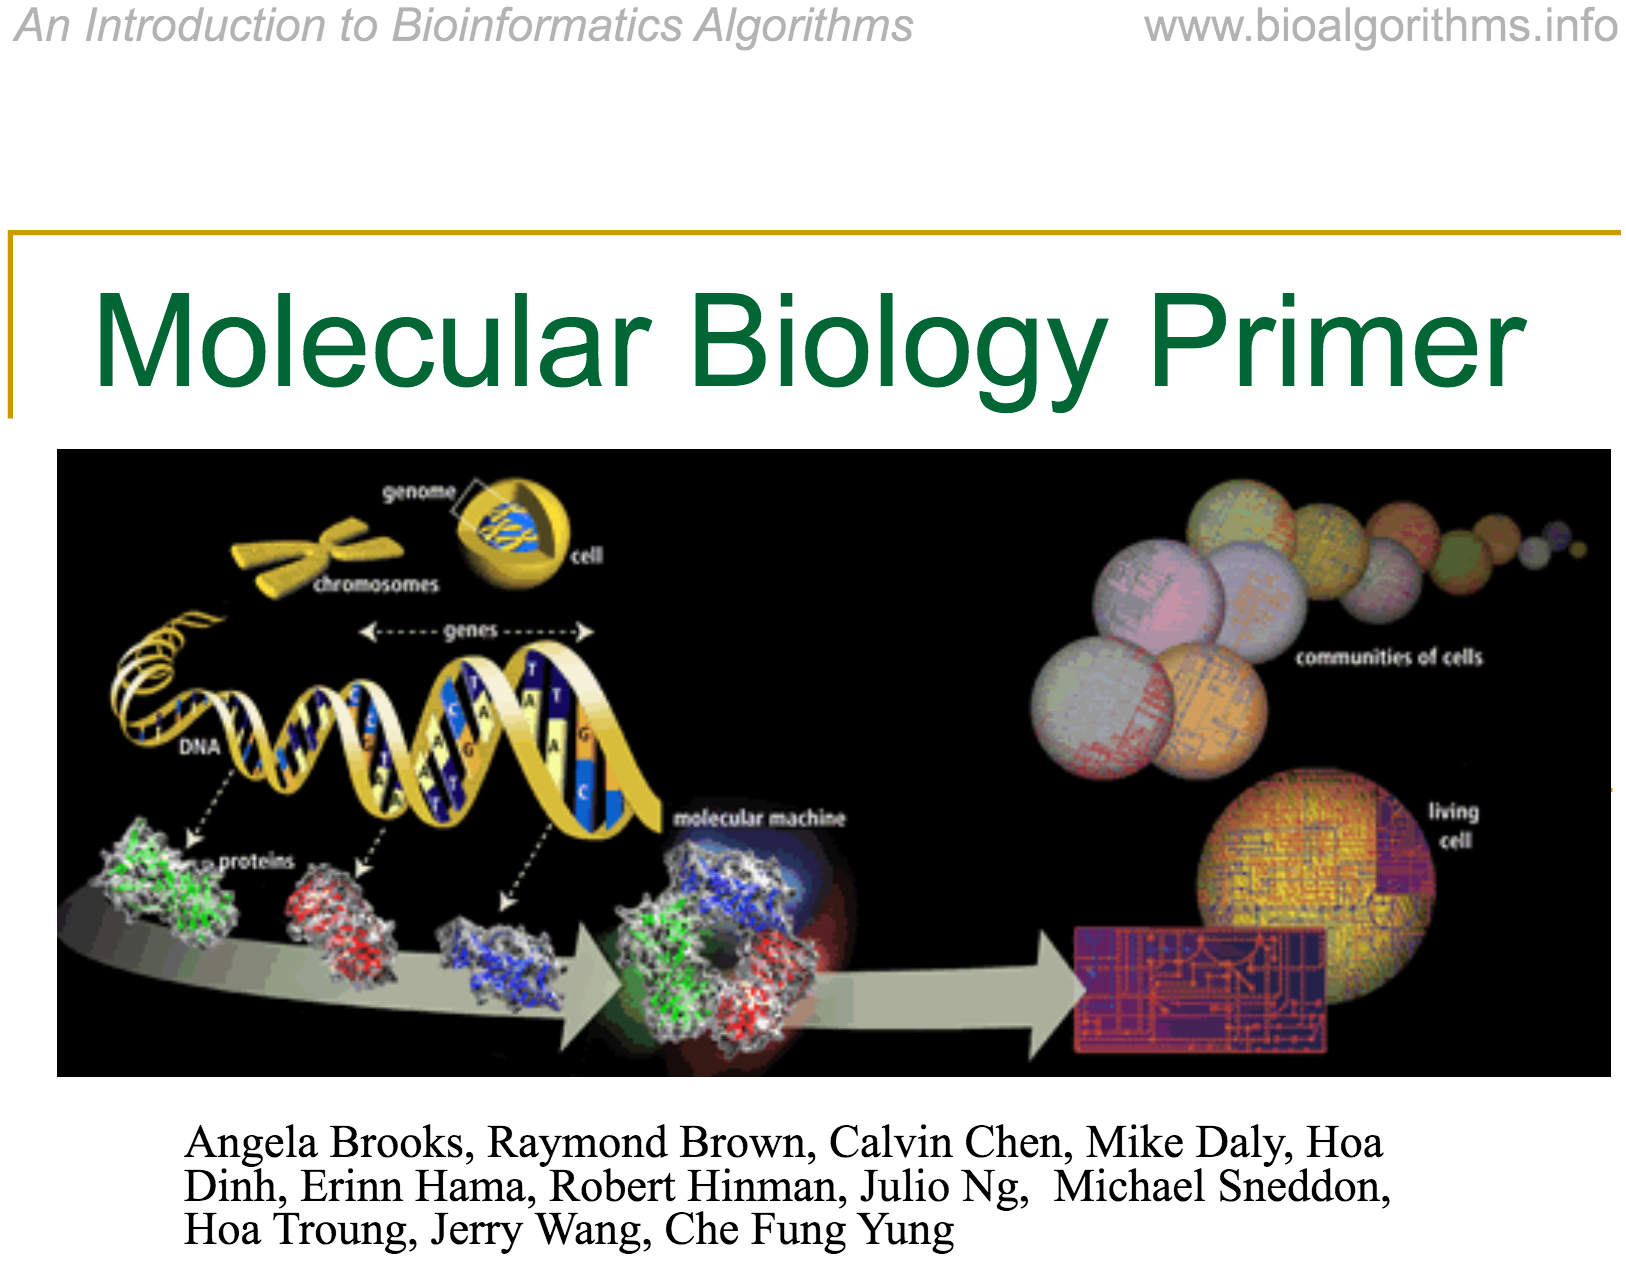 An Introduction to Bioinformatics Algorithms
www.bioalgorithms.info
Molecular Biology Primer
genome
cell
chromosomes
genes
DNA
proteins
molecular machine
communities of cells
living
cell
Angela Brooks, Raymond Brown, Calvin Chen, Mike Daly, Hoa
Dinh, Erinn Hama, Robert Hinman, Julio Ng,  Michael Sneddon,
Hoa Troung, Jerry Wang, Che Fung Yung